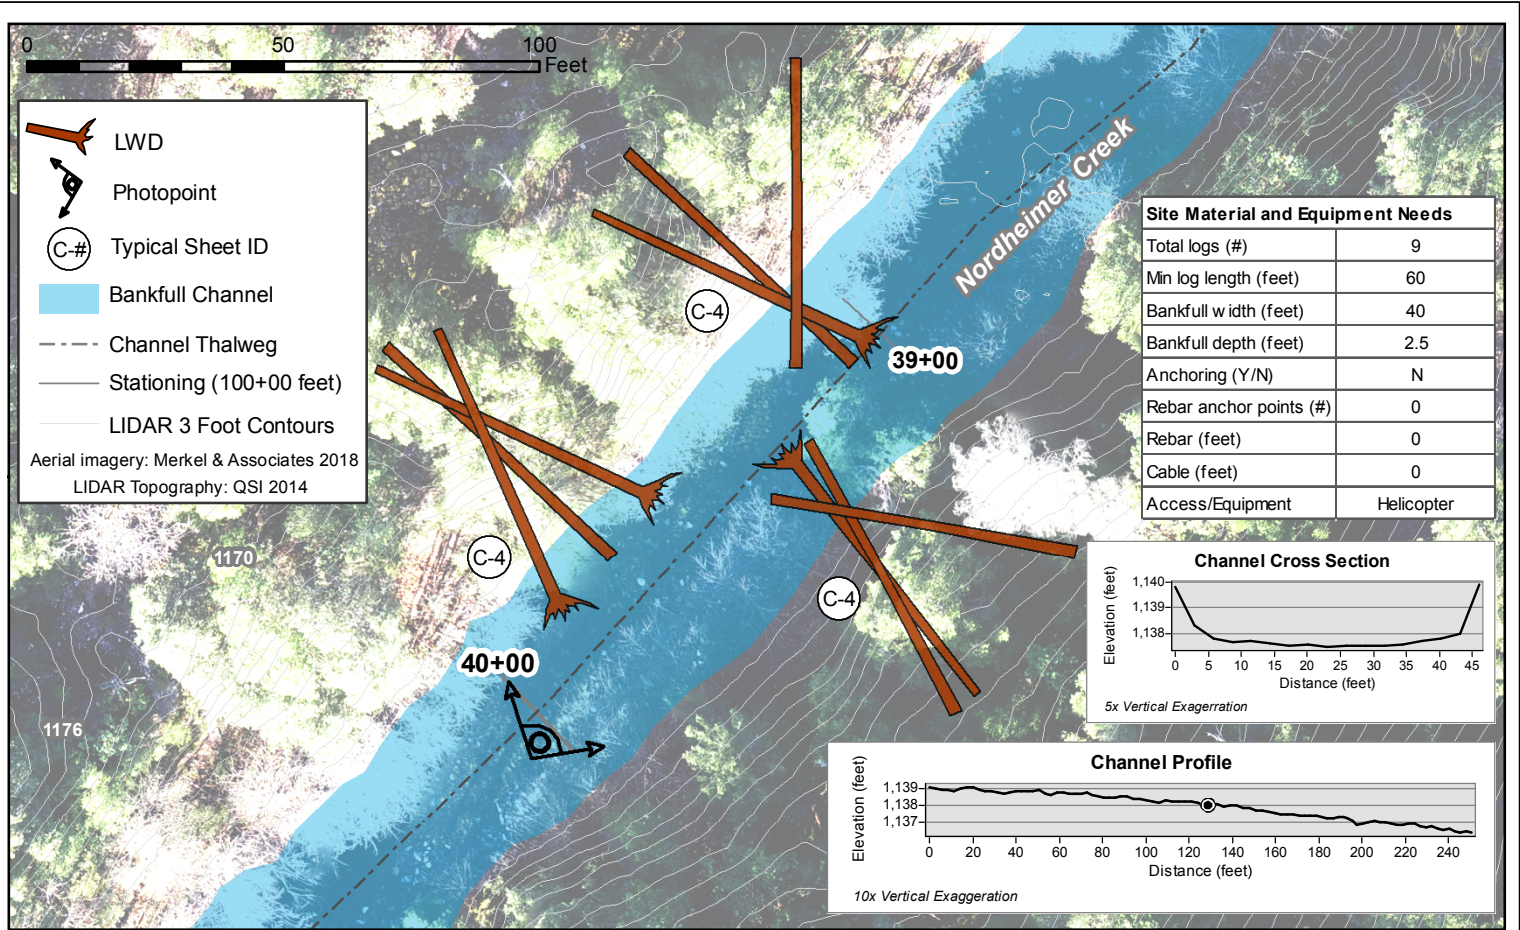 0 50 100
Feet
LWD
Photopoint
C-# Typical Sheet ID
Bankfull Channel
Channel Thalweg
Stationing (100+00 feet)
LIDAR 3 Foot Contours
Aerial imagery: Merkel & Associates 2018
LIDAR Topography: QSI 2014
Nordheimer Creek
C-4
39+00
C-4
C-4
40+00
1170
1176
Site Material and Equipment Needs
Total logs (#) 9
Min log length (feet) 60
Bankfull width (feet) 40
Bankfull depth (feet) 2.5
Anchoring (Y/N) N
Rebar anchor points (#) 0
Rebar (feet) 0
Cable (feet) 0
Access/Equipment Helicopter
Channel Cross Section
Elevation (feet)
1,140
1,139
1,138
0 5 10 15 20 25 30 35 40 45
Distance (feet)
5x Vertical Exagerration
Channel Profile
Elevation (feet)
1,139
1,138
1,137
0 20 40 60 80 100 120 140 160 180 200 220 240
Distance (feet)
10x Vertical Exaggeration